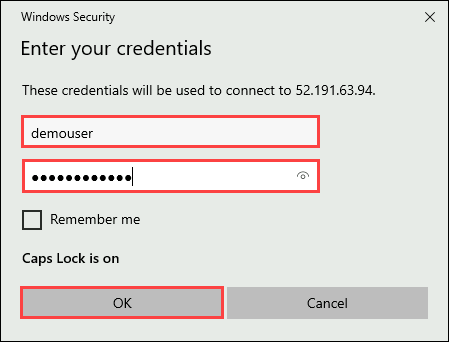 Windows Security
Enter your credentials
These credentials will be used to connect to 52.191.63.94.
demouser
●●●●●●●●●●●●
Remember me
Caps Lock is on
OK
Cancel